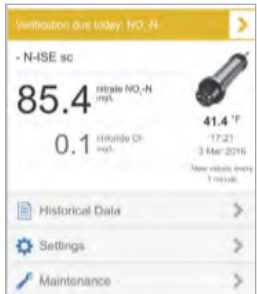 Verification due today: NO₃-N
- N-ISE sc
85.4 nitrate NO₃-N
mg/L
41.4 °F
0.1 chloride Cl-
mg/L
17:21
3 Mar 2016
New values every
1 minute
Historical Data
Settings
Maintenance